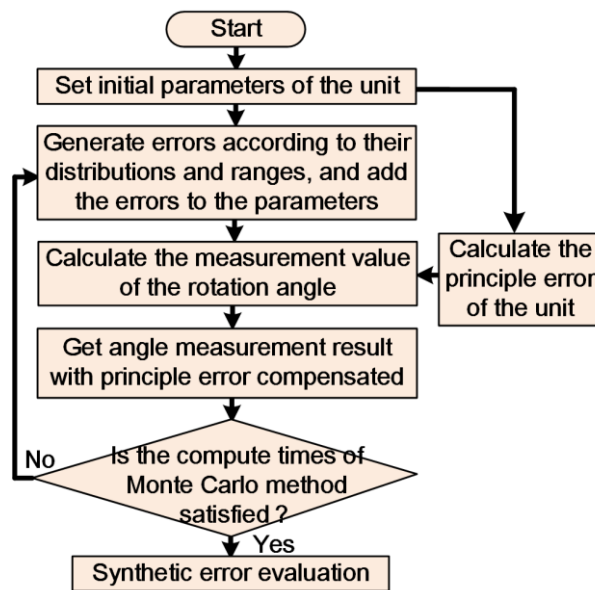 Start
Set initial parameters of the unit
Generate errors according to their
distributions and ranges, and add
the errors to the parameters
Calculate the measurement value
of the rotation angle
Calculate the
principle error
of the unit
Get angle measurement result
with principle error compensated
Is the compute times of
Monte Carlo method
satisfied ?
No
Yes
Synthetic error evaluation